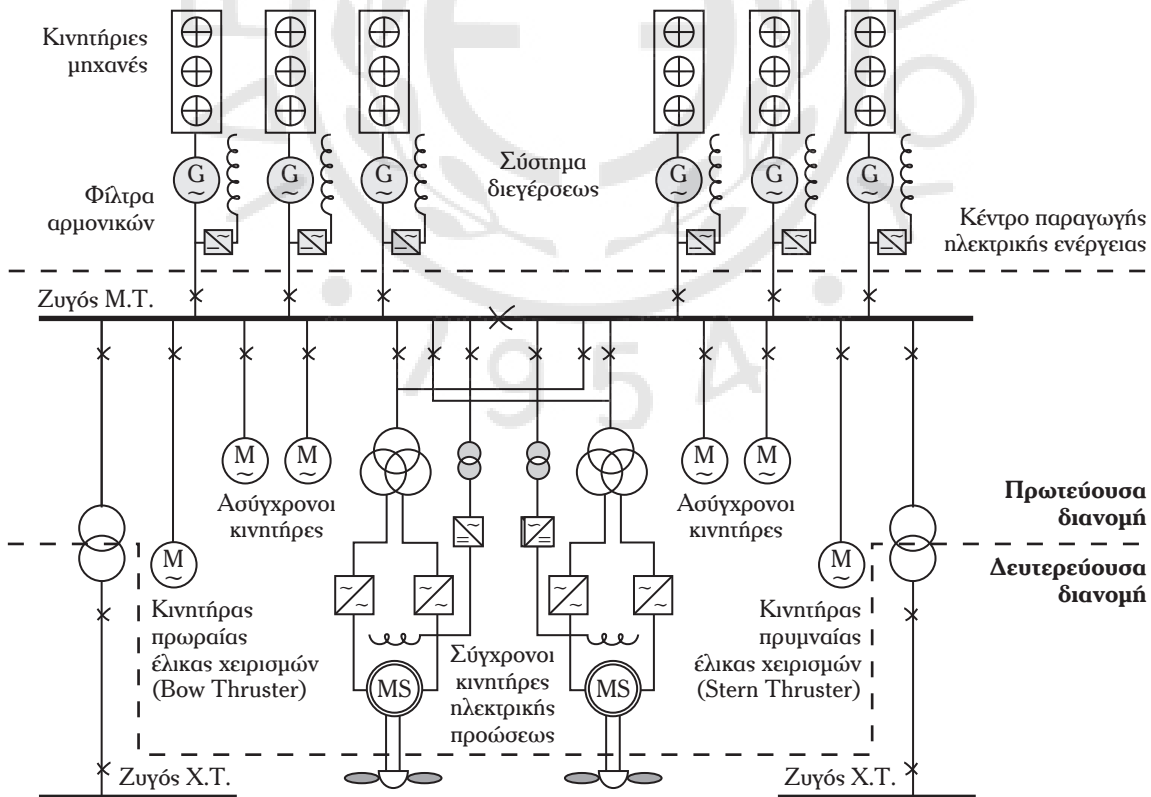 Κινητήριες
μηχανές
G
~
G
~
G
~
G
~
G
~
G
~
Σύστημα
διεγέρσεως
Φίλτρα
αρμονικών
Κέντρο παραγωγής
ηλεκτρικής ενέργειας
Ζυγός Μ.Τ.
1954
M
~
M
~
M
~
M
~
Ασύγχρονοι
κινητήρες
Ασύγχρονοι
κινητήρες
Πρωτεύουσα
διανομή
Δευτερεύουσα
διανομή
M
~
M
~
Κινητήρας
πρωραίας
έλικας χειρισμών
(Bow Thruster)
Σύγχρονοι
κινητήρες
ηλεκτρικής
προώσεως
Κινητήρας
πρυμναίας
έλικας χειρισμών
(Stern Thruster)
MS
MS
Ζυγός Χ.Τ.
Ζυγός Χ.Τ.